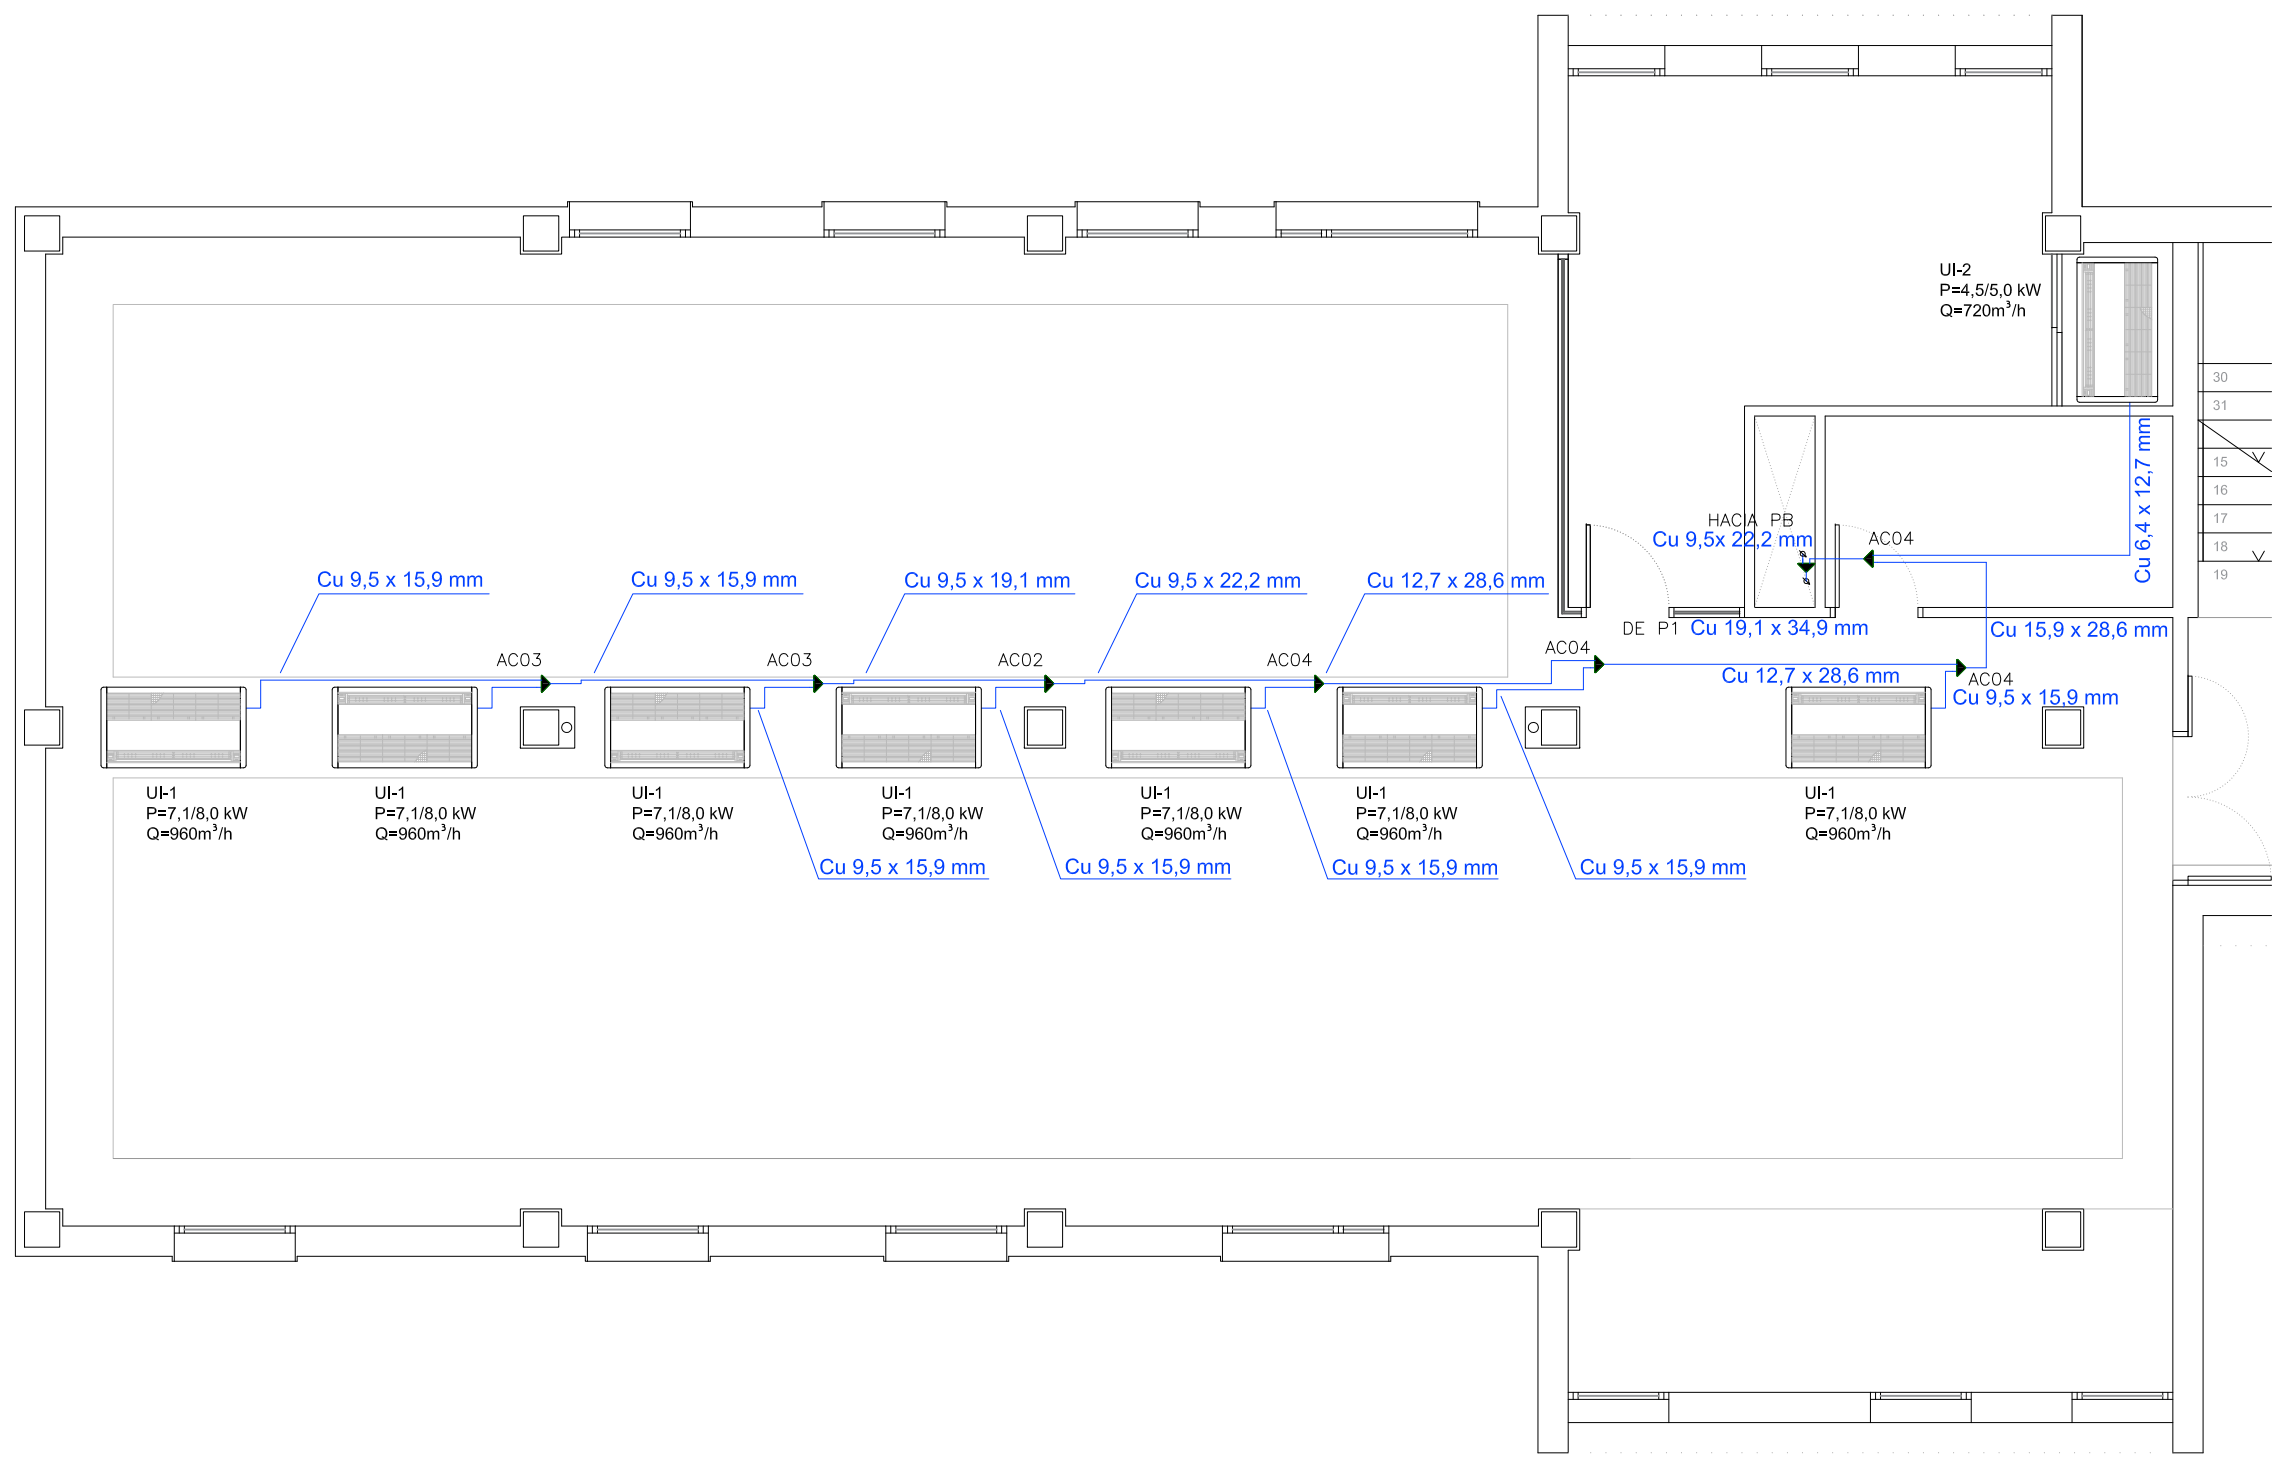 UI-2
P=4,5/5,0 kW
Q=720m³/h
30
31
15
16
17
18
19
Cu 6,4 x 12,7 mm
HACIA PB
Cu 9,5x 22,2 mm
AC04
Cu 9,5 x 15,9 mm
Cu 9,5 x 15,9 mm
Cu 9,5 x 19,1 mm
Cu 9,5 x 22,2 mm
Cu 12,7 x 28,6 mm
DE P1
Cu 19,1 x 34,9 mm
Cu 15,9 x 28,6 mm
AC03
AC03
AC02
AC04
AC04
Cu 12,7 x 28,6 mm
AC04
Cu 9,5 x 15,9 mm
UI-1
P=7,1/8,0 kW
Q=960m³/h
UI-1
P=7,1/8,0 kW
Q=960m³/h
UI-1
P=7,1/8,0 kW
Q=960m³/h
UI-1
P=7,1/8,0 kW
Q=960m³/h
UI-1
P=7,1/8,0 kW
Q=960m³/h
UI-1
P=7,1/8,0 kW
Q=960m³/h
UI-1
P=7,1/8,0 kW
Q=960m³/h
Cu 9,5 x 15,9 mm
Cu 9,5 x 15,9 mm
Cu 9,5 x 15,9 mm
Cu 9,5 x 15,9 mm